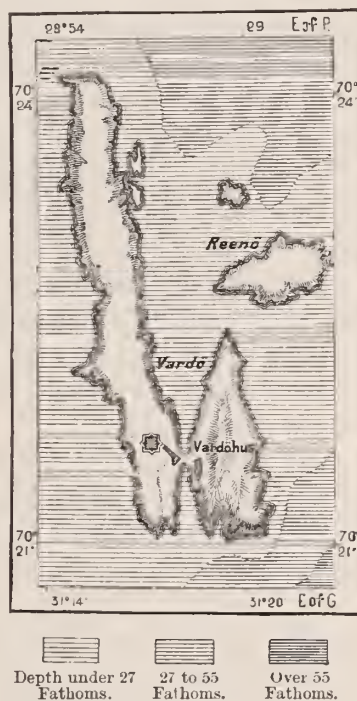 28°54 29 E of P.
70°
24'
70°
24'
Reenö
Vardö
Vardöhu
70°
21'
70°
21'
31°14' 31°20 E of G
Depth under 27
Fathoms.
27 to 55
Fathoms.
Over 55
Fathoms.